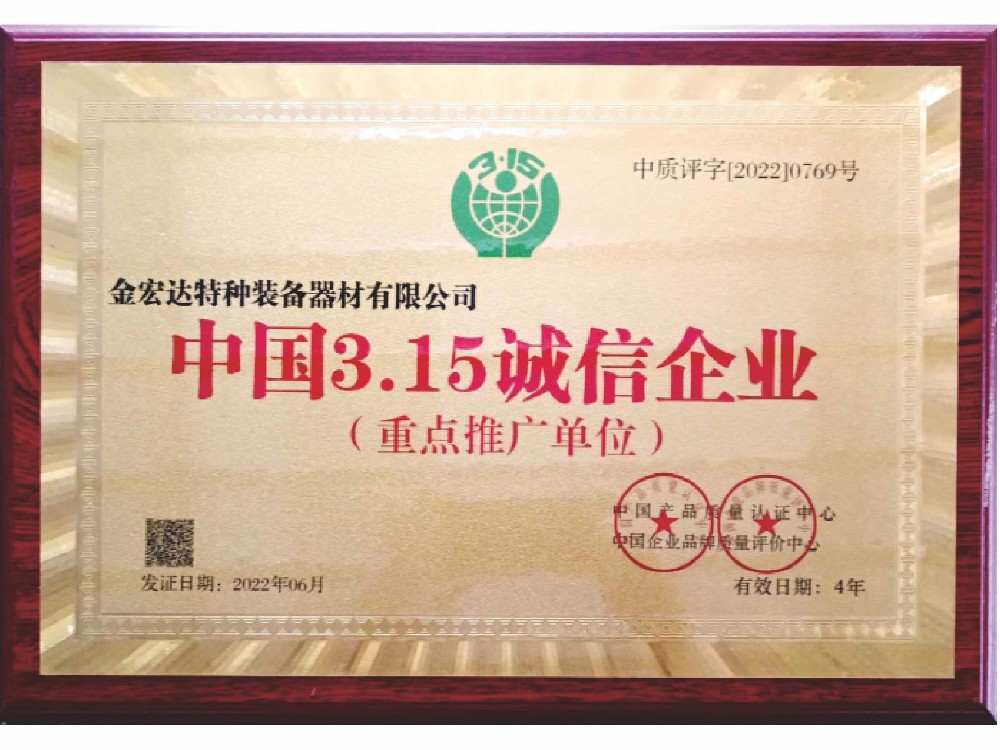 3·15
中质评字[2022]0769号
金宏达特种装备器材有限公司
中国3.15诚信企业
（重点推广单位）
中国产品质量认证中心
中国企业品牌质量评价中心
发证日期：2022年06月
有效日期：4年